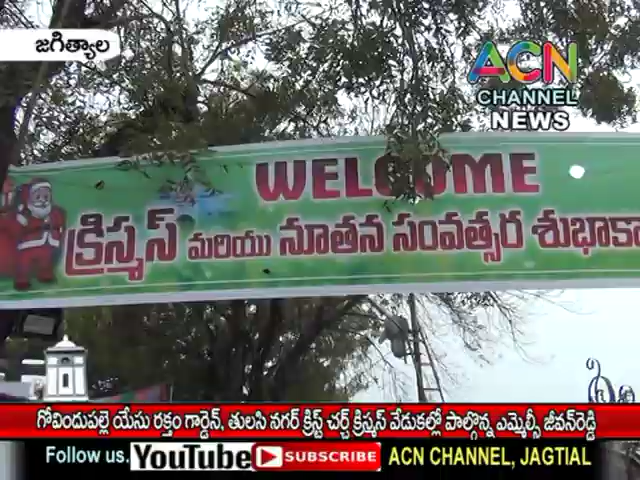 జగిత్యాల
ACN
CHANNEL
NEWS
WELCOME
క్రిస్మస్ మరియు నూతన సంవత్సర శుభాకా
గోవిందుపల్లె యేసు రక్తం గార్డెన్, తులసి నగర్ క్రీస్ట్ చర్చ్ క్రిస్మస్ వేడుకల్లో పాల్గొన్న ఎమ్మెల్సీ జీవన్‌రెడ్డి
Follow us. YouTube SUBSCRIBE ACN CHANNEL, JAGTIAL